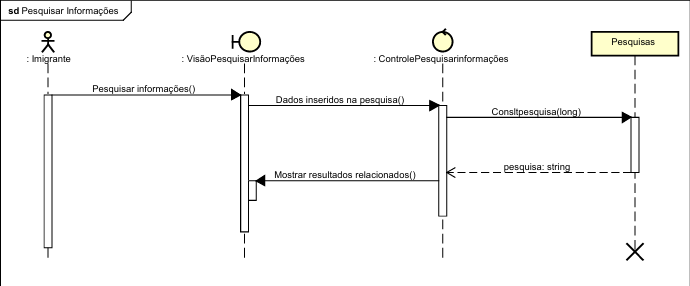 sd Pesquisar Informações
: Imigrante
: VisãoPesquisarInformações
: ControlePesquisarinformações
Pesquisas
Pesquisar informações()
Dados inseridos na pesquisa()
Consltpesquisa(long)
pesquisa: string
Mostrar resultados relacionados()